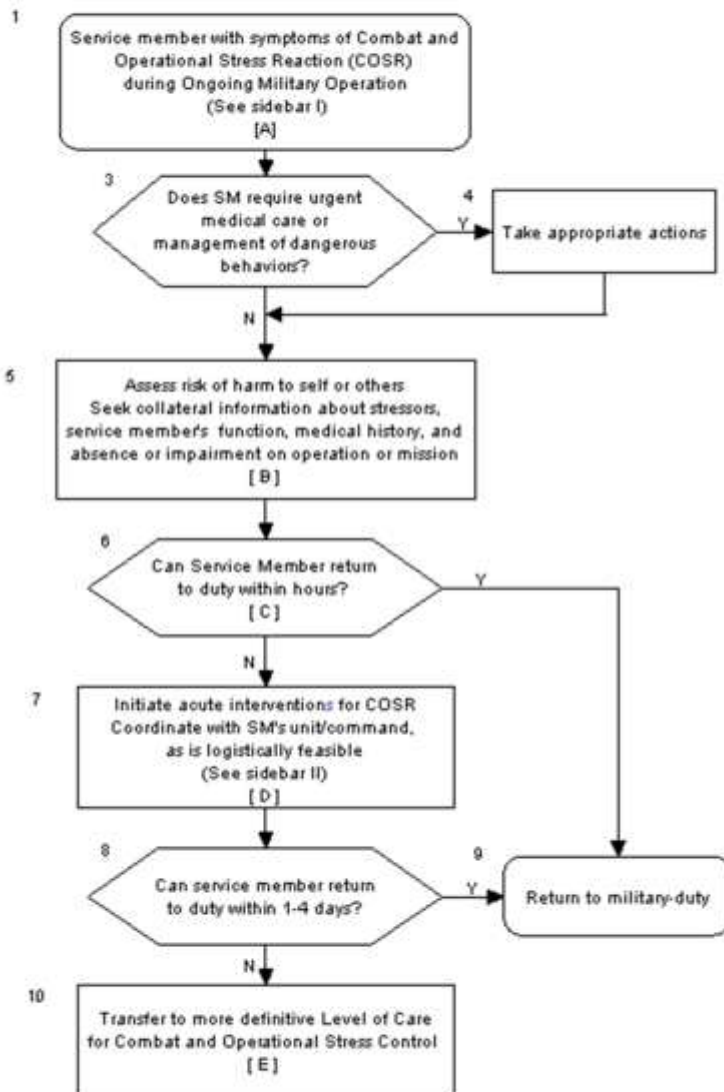 1
Service member with symptoms of Combat and
Operational Stress Reaction (COSR)
during Ongoing Military Operation
(See sidebar I)
[A]
3
Does SM require urgent
medical care or
management of dangerous
behaviors?
Y
4
Take appropriate actions
N
5
Assess risk of harm to self or others
Seek collateral information about stressors,
service member's function, medical history, and
absence or impairment on operation or mission
[ B ]
6
Can Service Member return
to duty within hours?
[ C ]
Y
N
7
Initiate acute interventions for COSR
Coordinate with SM's unit/command,
as is logistically feasible
(See sidebar II)
[ D ]
8
Can service member return
to duty within 1-4 days?
Y
9
Return to military-duty
N
10
Transfer to more definitive Level of Care
for Combat and Operational Stress Control
[ E ]